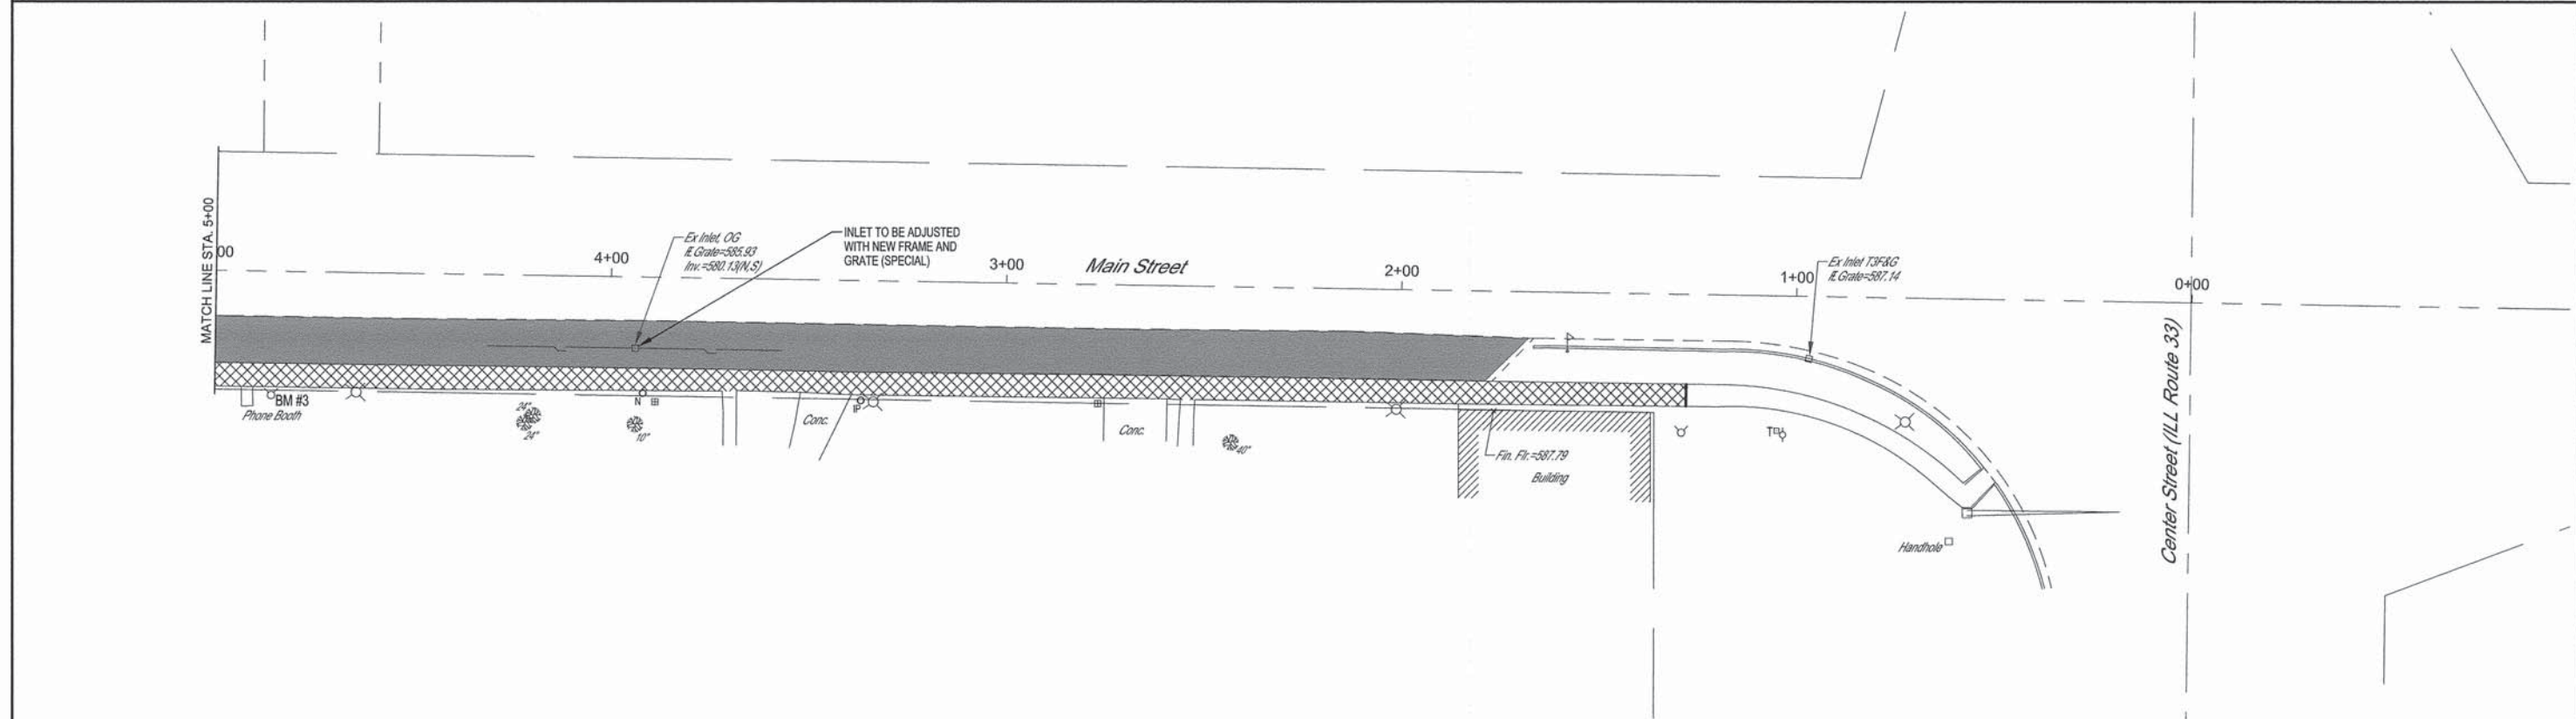 MATCH LINE STA. 5+00
00
4+00
3+00
2+00
1+00
0+00
Main Street
Ex Inlet, OG
℄ Grate=585.93
Inv.=580.13(N,S)
INLET TO BE ADJUSTED
WITH NEW FRAME AND
GRATE (SPECIAL)
Ex Inlet T3F&G
℄ Grate=587.14
Center Street (ILL Route 33)
BM #3
Phone Booth
24"
24"
N
10"
Conc.
IP
Conc.
40"
Fin. Flr.=587.79
Building
T
Handhole